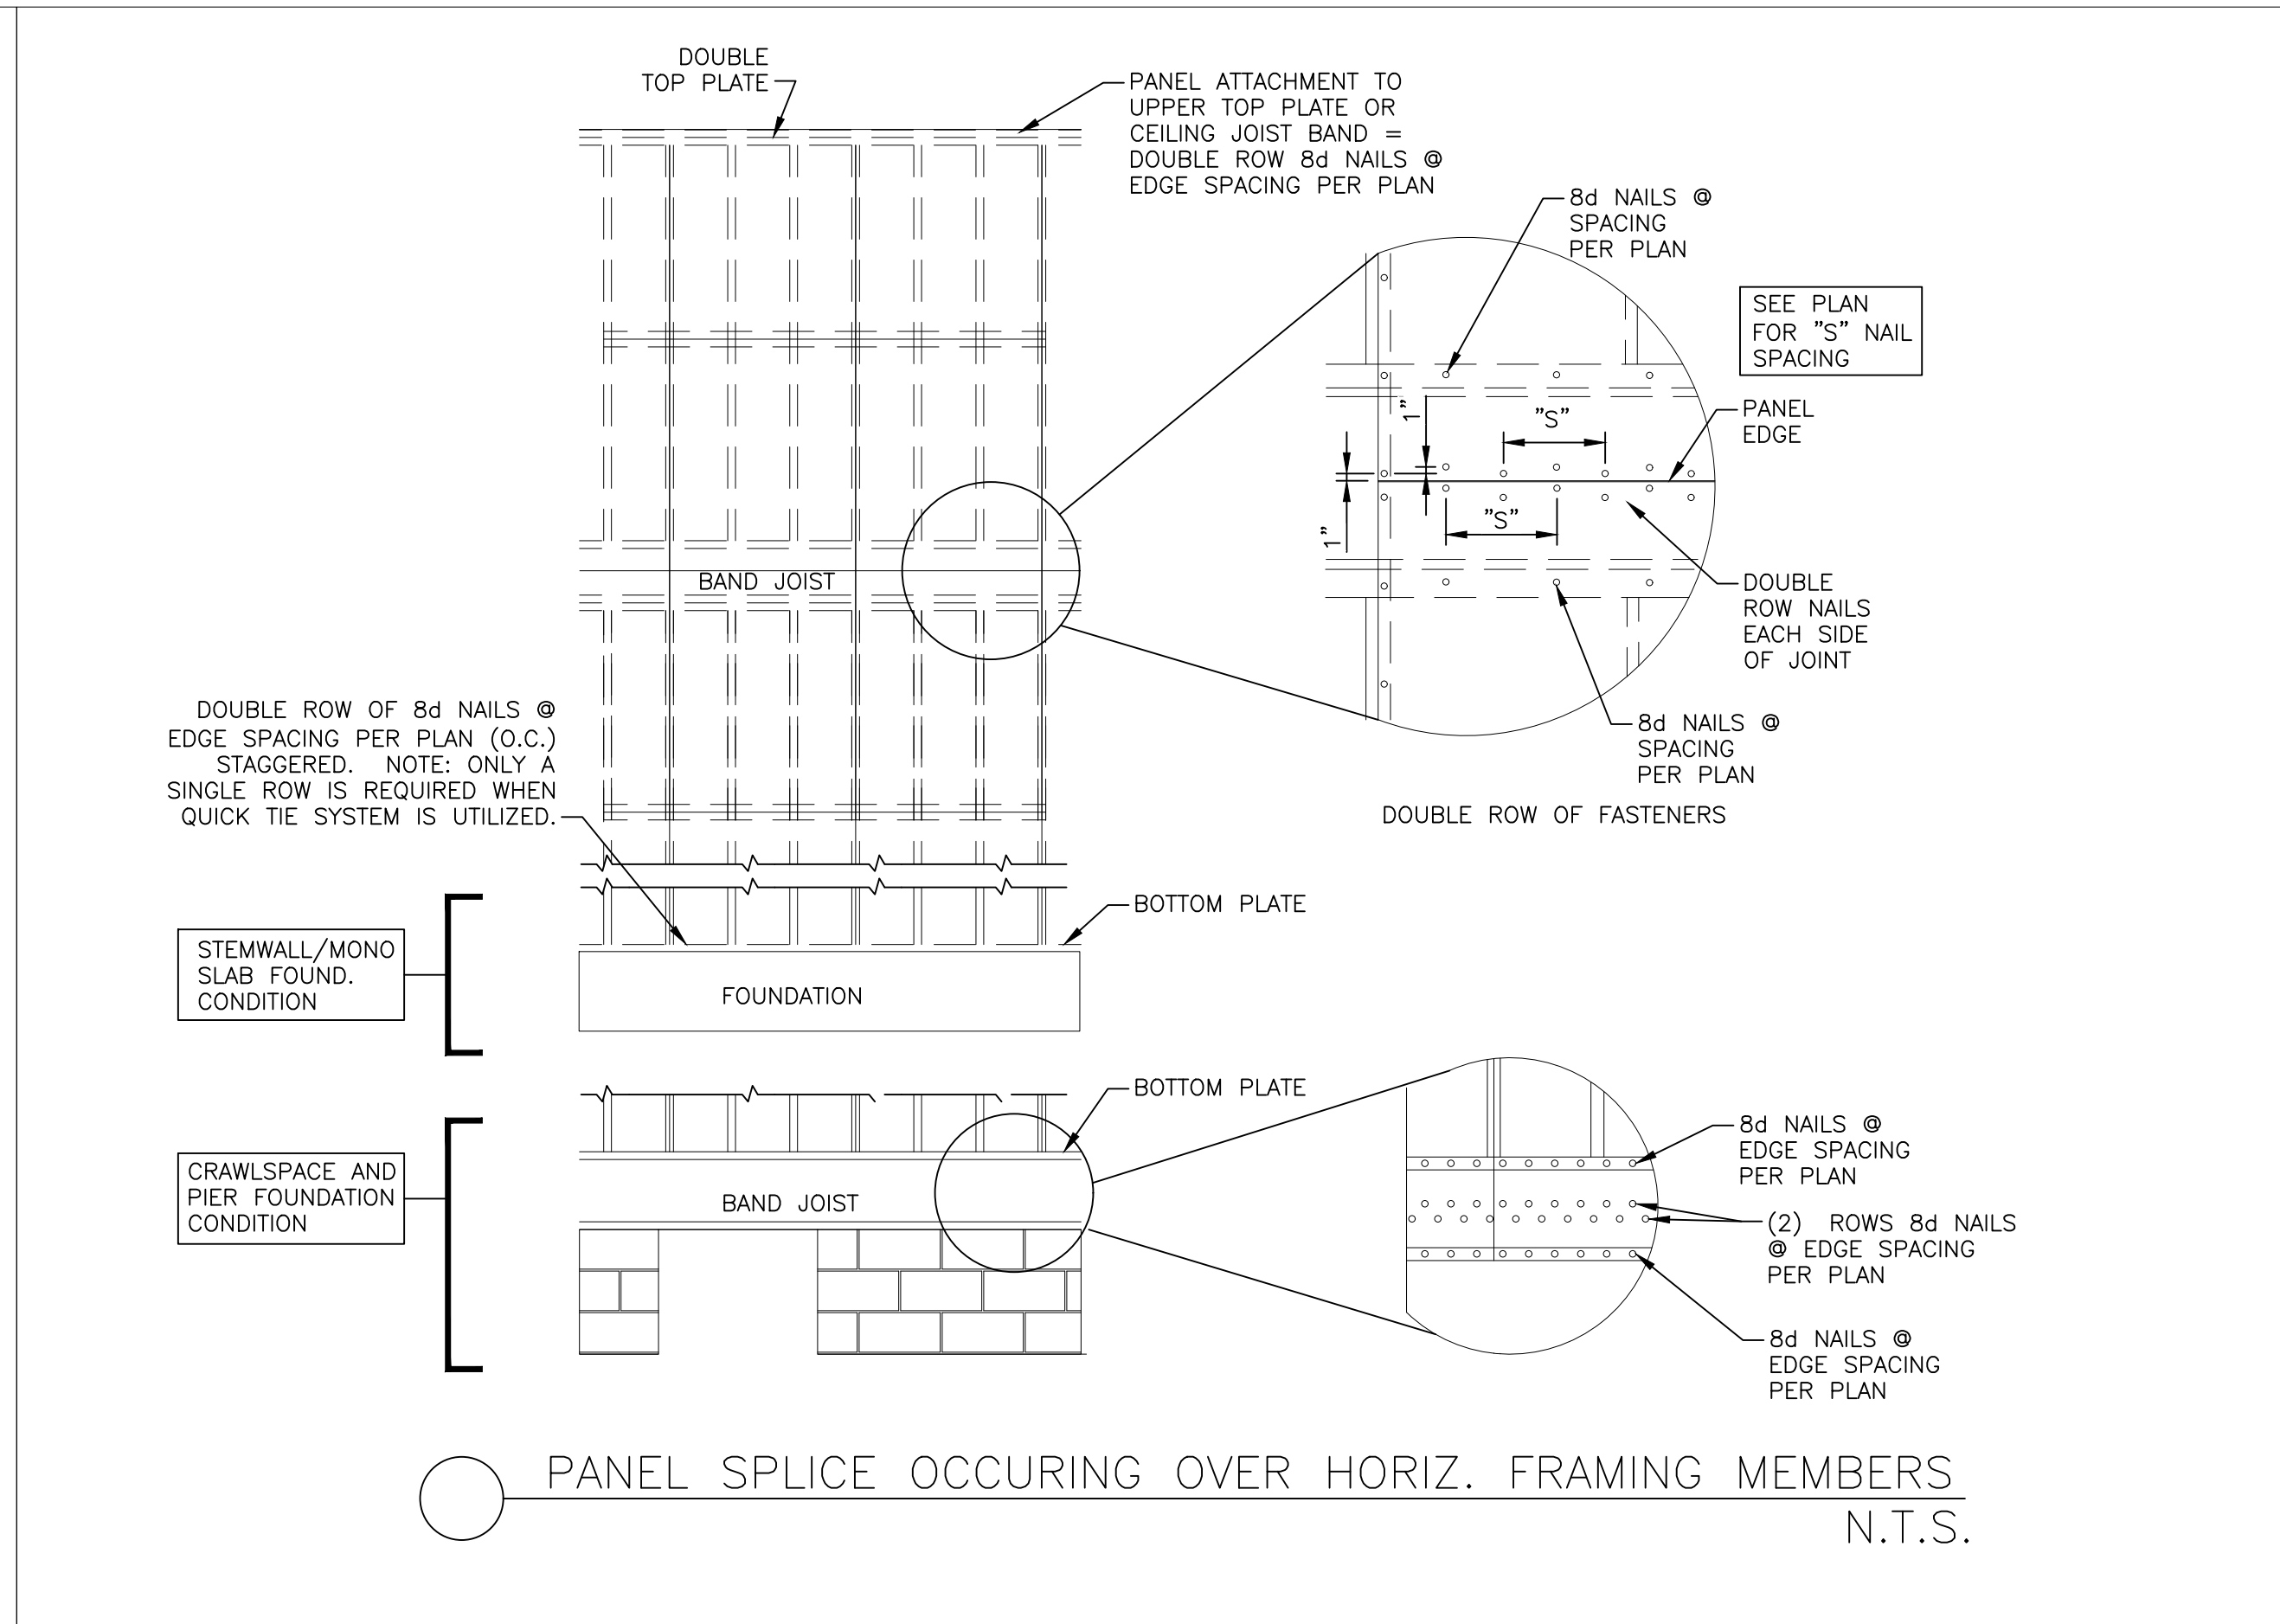 DOUBLE
TOP PLATE
PANEL ATTACHMENT TO
UPPER TOP PLATE OR
CEILING JOIST BAND =
DOUBLE ROW 8d NAILS @
EDGE SPACING PER PLAN
8d NAILS @
SPACING
PER PLAN
SEE PLAN
FOR "S" NAIL
SPACING
PANEL
EDGE
1"
"S"
1"
"S"
BAND JOIST
DOUBLE
ROW NAILS
EACH SIDE
OF JOINT
8d NAILS @
SPACING
PER PLAN
DOUBLE ROW OF FASTENERS
DOUBLE ROW OF 8d NAILS @
EDGE SPACING PER PLAN (O.C.)
STAGGERED. NOTE: ONLY A
SINGLE ROW IS REQUIRED WHEN
QUICK TIE SYSTEM IS UTILIZED.
BOTTOM PLATE
STEMWALL/MONO
SLAB FOUND.
CONDITION
FOUNDATION
BOTTOM PLATE
CRAWLSPACE AND
PIER FOUNDATION
CONDITION
BAND JOIST
8d NAILS @
EDGE SPACING
PER PLAN
(2) ROWS 8d NAILS
@ EDGE SPACING
PER PLAN
8d NAILS @
EDGE SPACING
PER PLAN
PANEL SPLICE OCCURING OVER HORIZ. FRAMING MEMBERS
N.T.S.